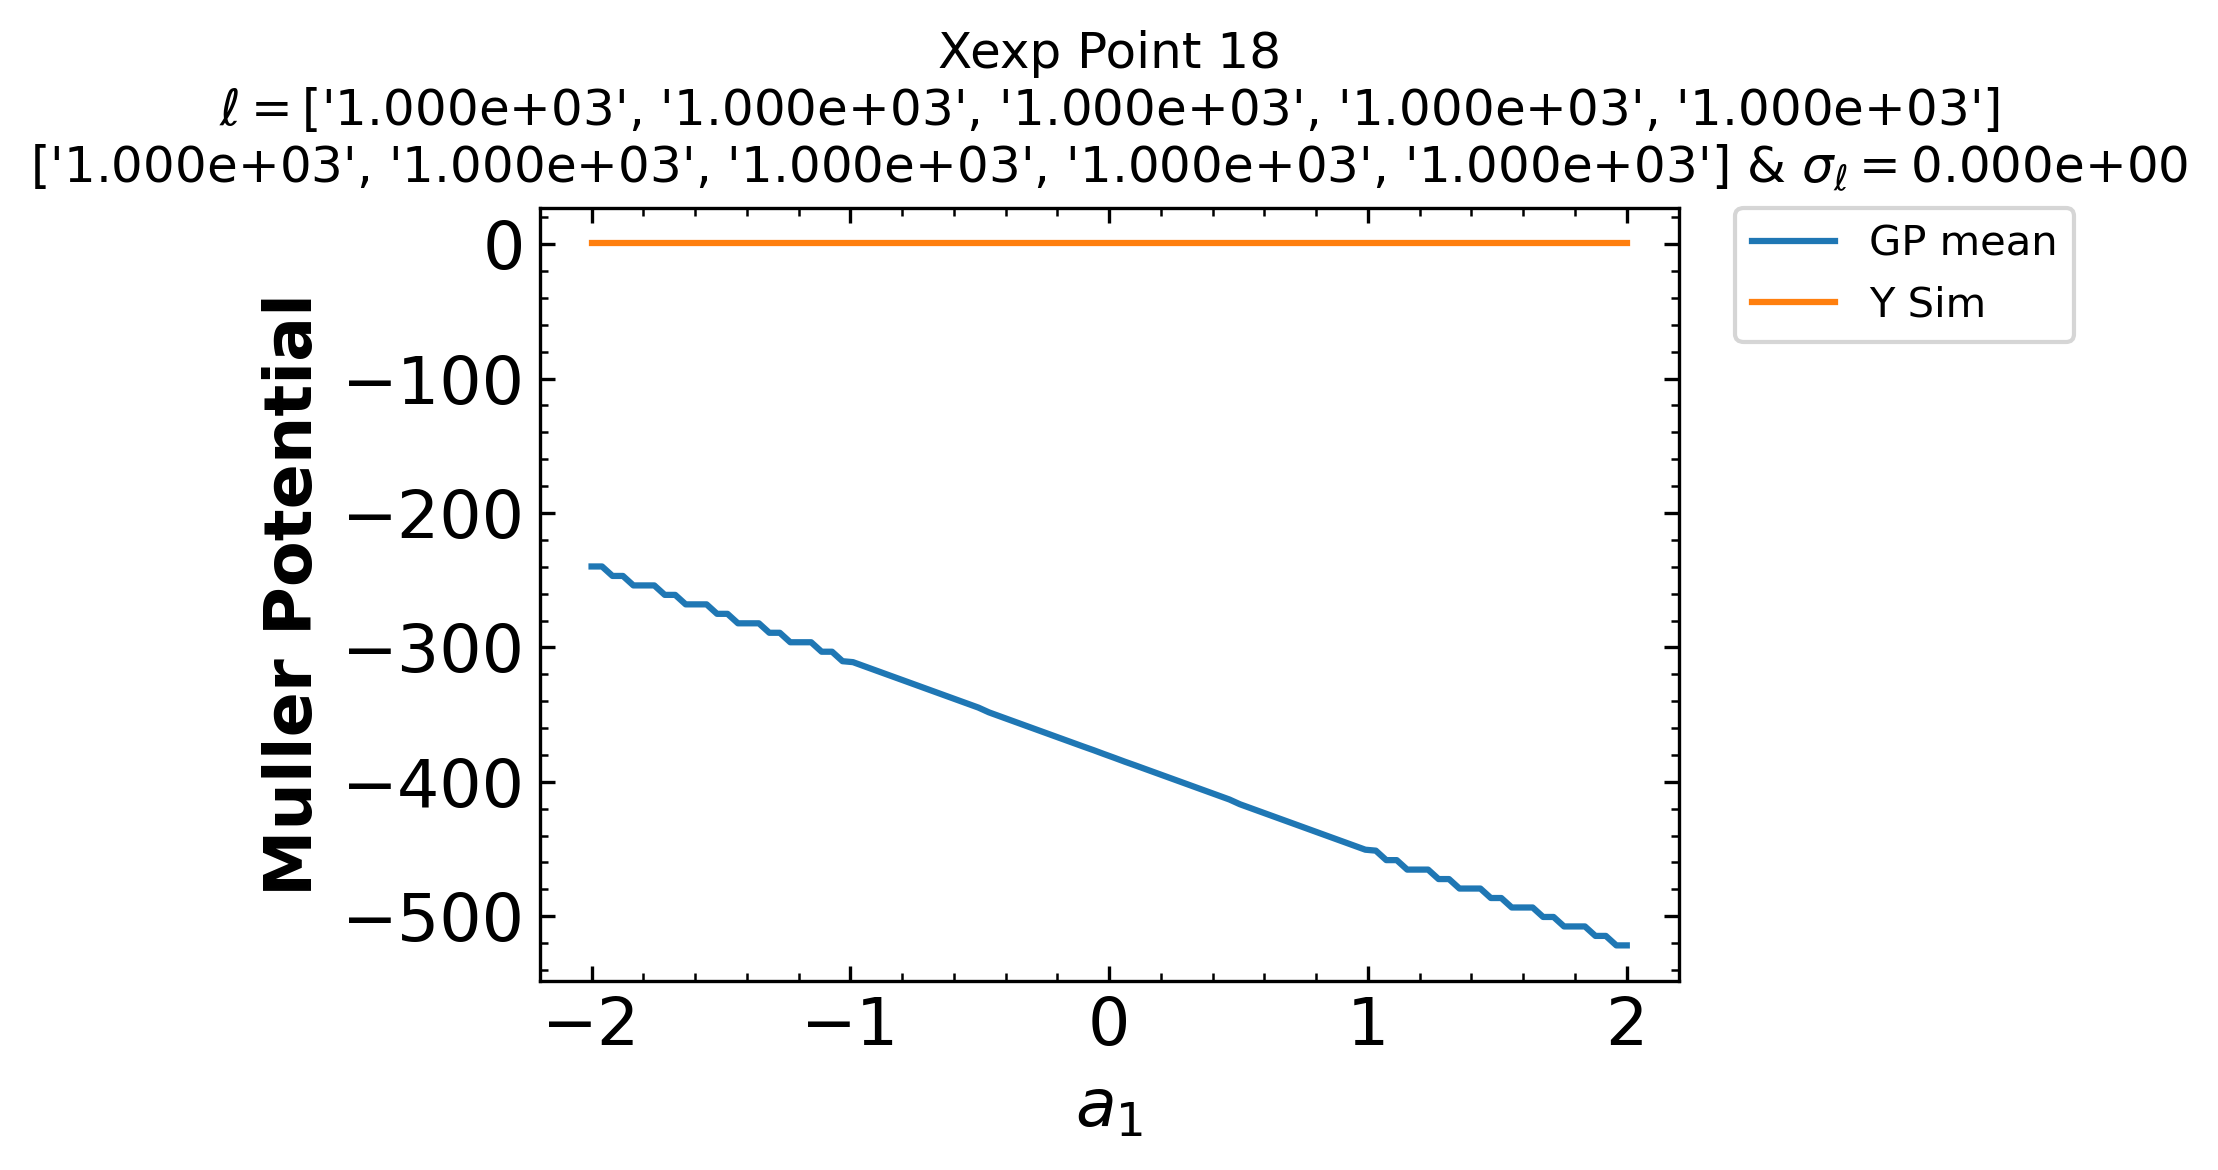 Xexp Point 18
ℓ = ['1.000e+03', '1.000e+03', '1.000e+03', '1.000e+03', '1.000e+03']
['1.000e+03', '1.000e+03', '1.000e+03', '1.000e+03', '1.000e+03'] & σℓ = 0.000e+00
GP mean
Y Sim
Muller Potential
0
−100
−200
−300
−400
−500
−2 −1 0 1 2
a₁